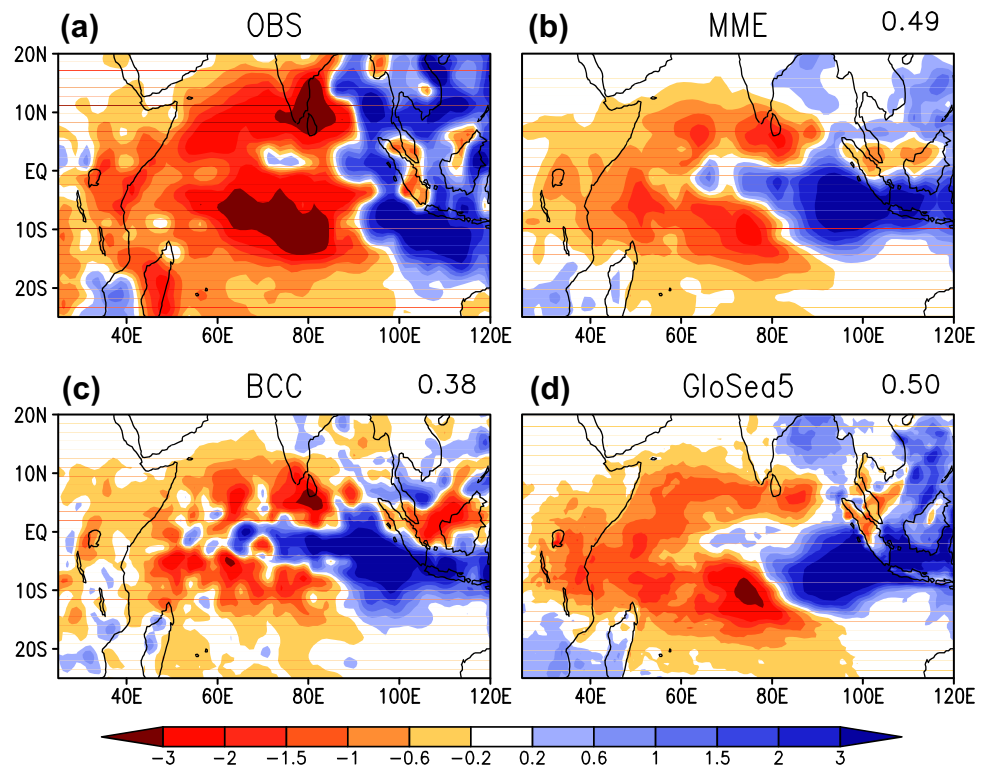 (a) OBS
(b) MME 0.49
20N
10N
EQ
10S
20S
40E 60E 80E 100E 120E
40E 60E 80E 100E 120E
(c) BCC 0.38
(d) GloSea5 0.50
20N
10N
EQ
10S
20S
40E 60E 80E 100E 120E
40E 60E 80E 100E 120E
-3 -2 -1.5 -1 -0.6 -0.2 0.2 0.6 1 1.5 2 3